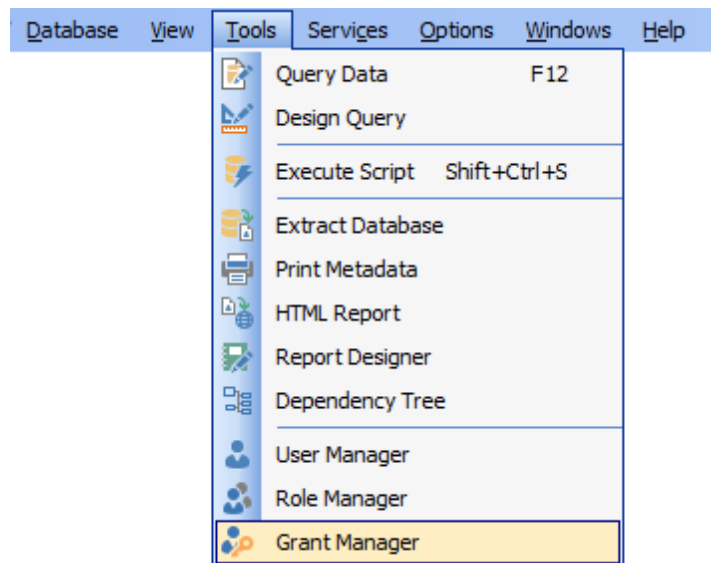 Database View Tools Services Options Windows Help
Query Data F12
Design Query
Execute Script Shift+Ctrl+S
Extract Database
Print Metadata
HTML Report
Report Designer
Dependency Tree
User Manager
Role Manager
Grant Manager